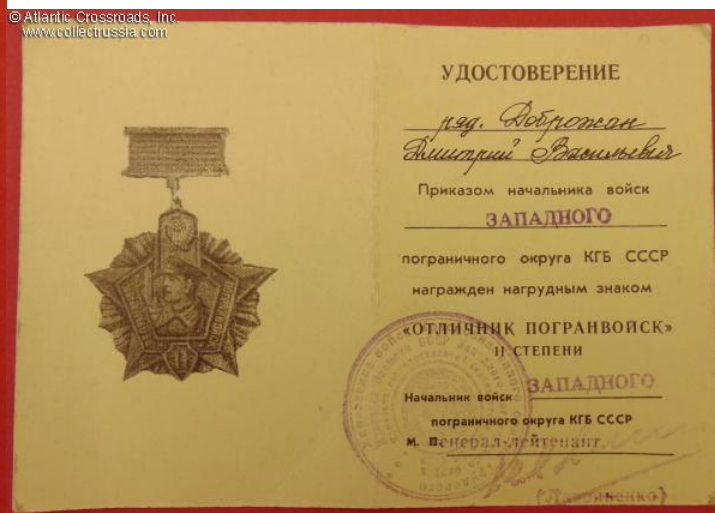 © Atlantic Crossroads, Inc.
www.collectrussia.com
УДОСТОВЕРЕНИЕ
ряд. Доброжан
Дмитрий Васильевич
Приказом начальника войск
ЗАПАДНОГО
пограничного округа КГБ СССР
награжден нагрудным знаком
«ОТЛИЧНИК ПОГРАНВОЙСК»
II СТЕПЕНИ
Начальник войск ЗАПАДНОГО
пограничного округа КГБ СССР
М. П. генерал-лейтенант